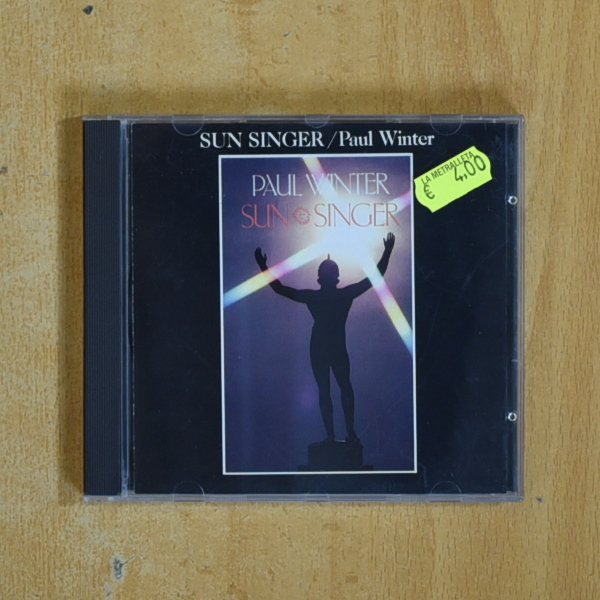 SUN SINGER/Paul Winter
PAUL WINTER
SUN SINGER
LA METRALLETA
€ 4,00